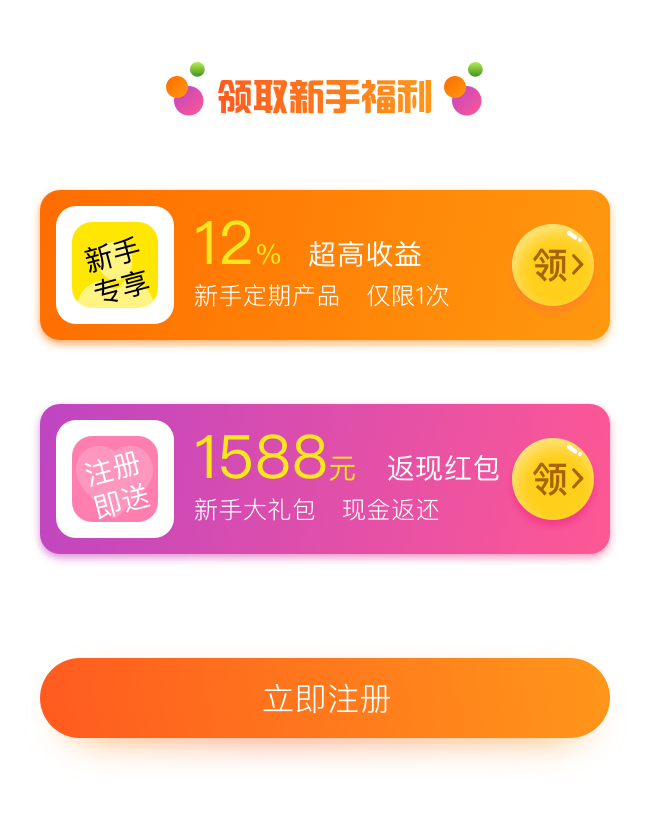 领取新手福利
新手
专享
12% 超高收益
新手定期产品 仅限1次
领
注册
即送
1588元 返现红包
新手大礼包 现金返还
领
立即注册